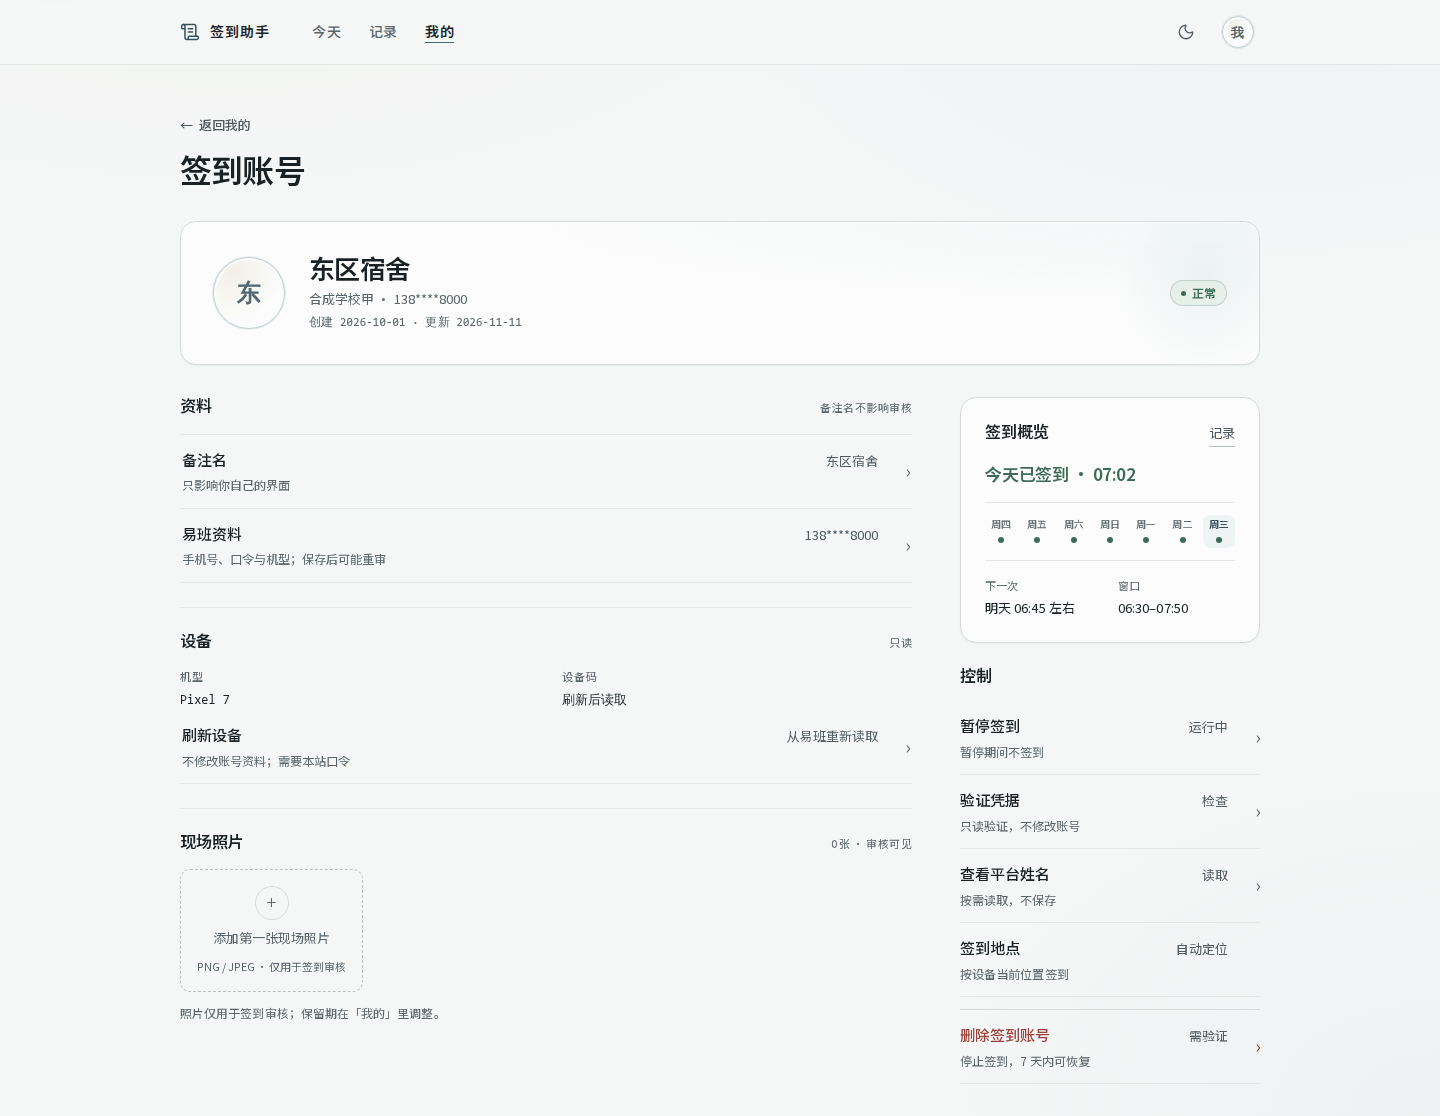 签到助手
今天
记录
我的
我
← 返回我的
签到账号
东
东区宿舍
合成学校甲 · 138****8000
创建 2026-10-01 · 更新 2026-11-11
正常
资料
备注名不影响审核
备注名
东区宿舍
只影响你自己的界面
易班资料
138****8000
手机号、口令与机型；保存后可能重审
设备
只读
机型
设备码
Pixel 7
刷新后读取
刷新设备
从易班重新读取
不修改账号资料；需要本站口令
现场照片
0张 · 审核可见
添加第一张现场照片
PNG / JPEG · 仅用于签到审核
照片仅用于签到审核；保留期在「我的」里调整。
签到概览
记录
今天已签到 · 07:02
周四 周五 周六 周日 周一 周二 周三
下一次
窗口
明天 06:45 左右
06:30–07:50
控制
暂停签到
运行中
暂停期间不签到
验证凭据
检查
只读验证，不修改账号
查看平台姓名
读取
按需读取，不保存
签到地点
自动定位
按设备当前位置签到
删除签到账号
需验证
停止签到，7 天内可恢复